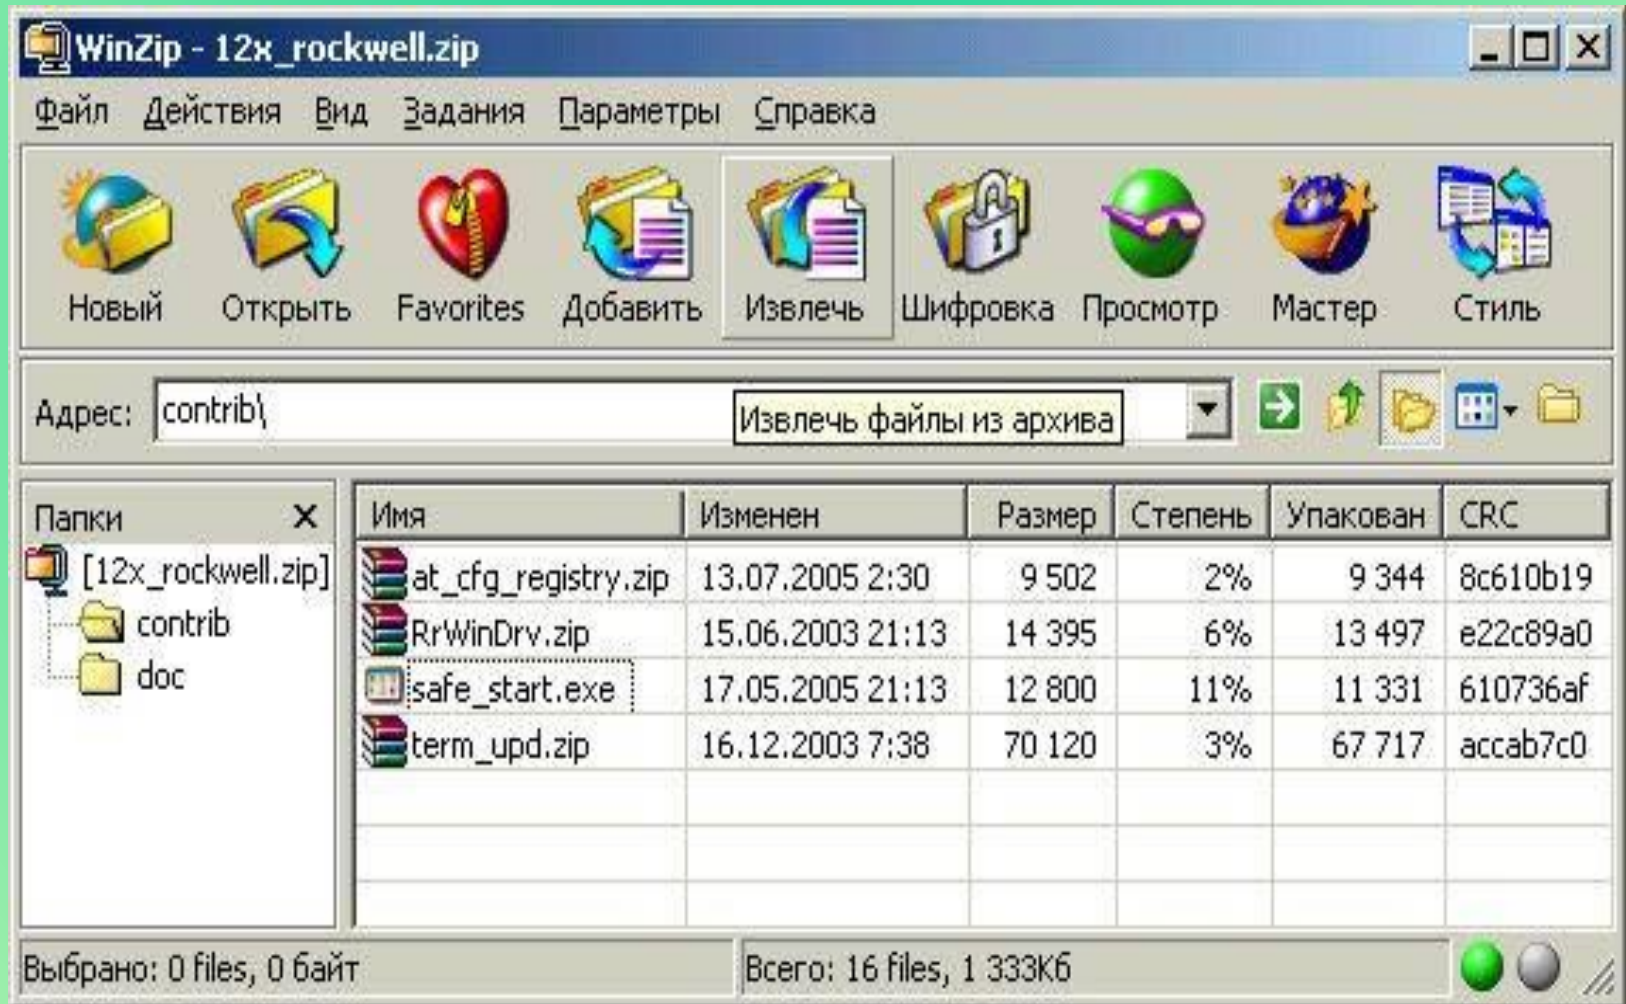 WinZip - 12x_rockwell.zip
Файл Действия Вид Задания Параметры Справка
Новый Открыть Favorites Добавить Извлечь Шифровка Просмотр Мастер Стиль
Адрес: contrib\ Извлечь файлы из архива
Папки Имя Изменен Размер Степень Упакован CRC
[12x_rockwell.zip] at_cfg_registry.zip 13.07.2005 2:30 9 502 2% 9 344 8c610b19
contrib RrWinDrv.zip 15.06.2003 21:13 14 395 6% 13 497 e22c89a0
doc safe_start.exe 17.05.2005 21:13 12 800 11% 11 331 610736af
term_upd.zip 16.12.2003 7:38 70 120 3% 67 717 accab7c0
Выбрано: 0 files, 0 байт Всего: 16 files, 1 333Кб